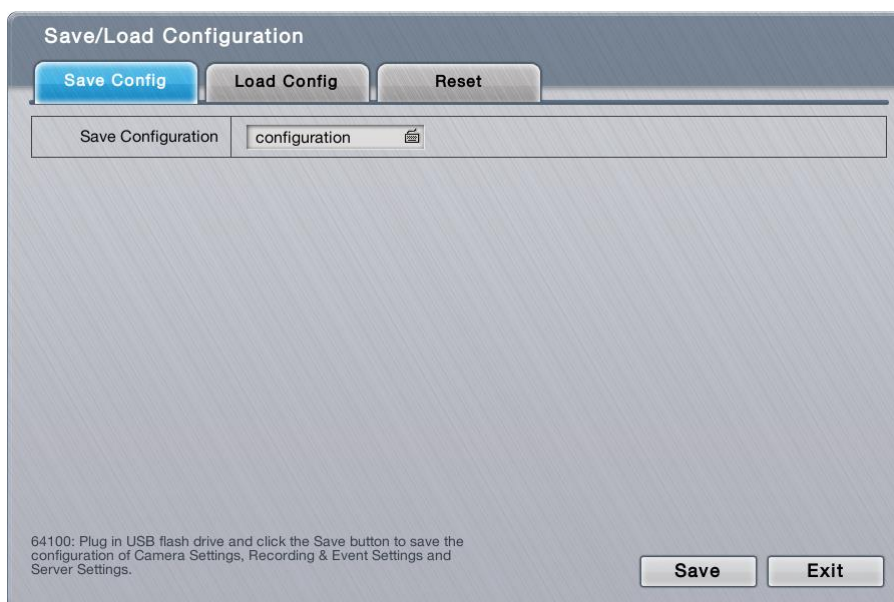 Save/Load Configuration
Save Config
Load Config
Reset
Save Configuration
configuration
64100: Plug in USB flash drive and click the Save button to save the
configuration of Camera Settings, Recording & Event Settings and
Server Settings.
Save
Exit